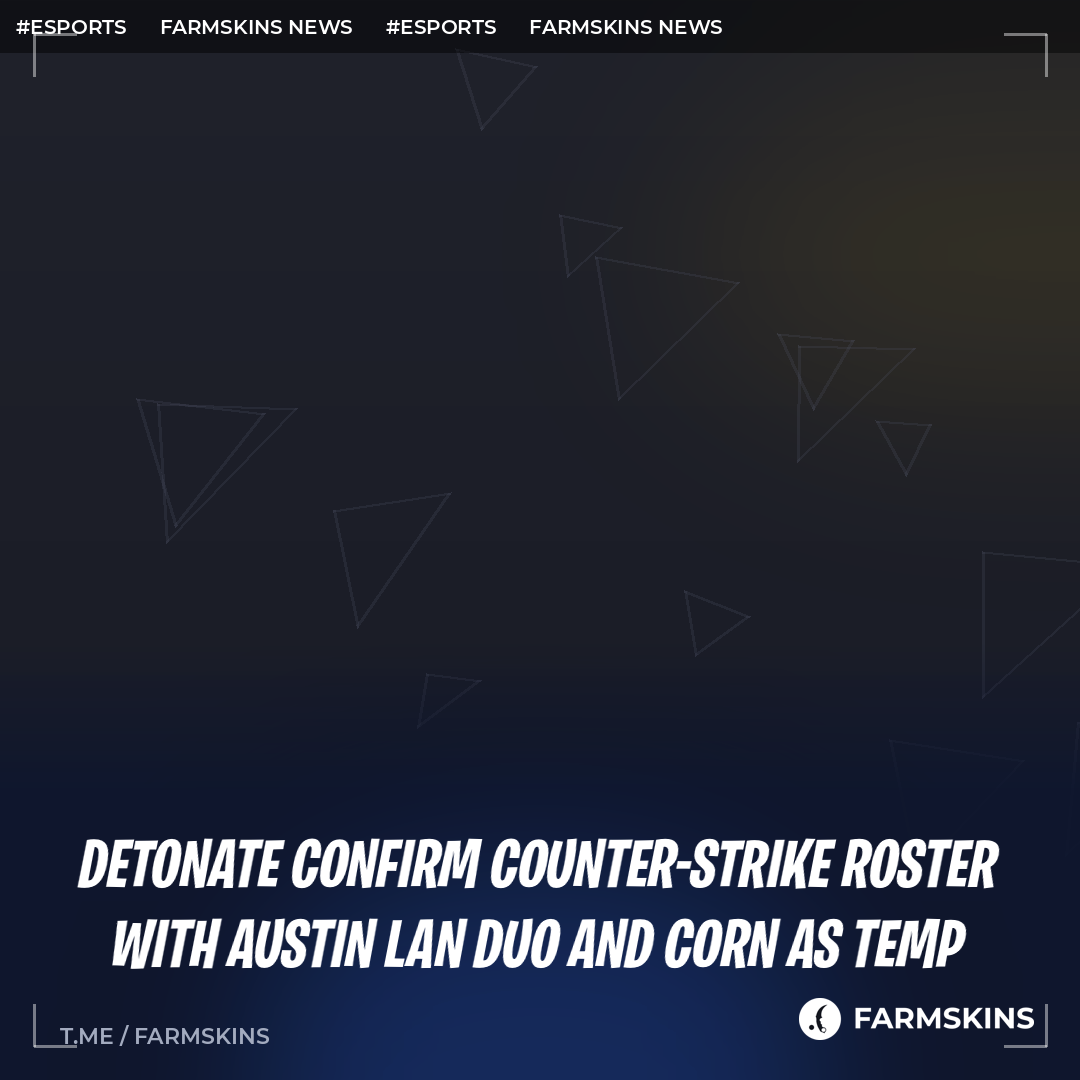 #ESPORTS FARMSKINS NEWS #ESPORTS FARMSKINS NEWS
DETONATE CONFIRM COUNTER-STRIKE ROSTER
WITH AUSTIN LAN DUO AND CORN AS TEMP
T.ME / FARMSKINS
FARMSKINS